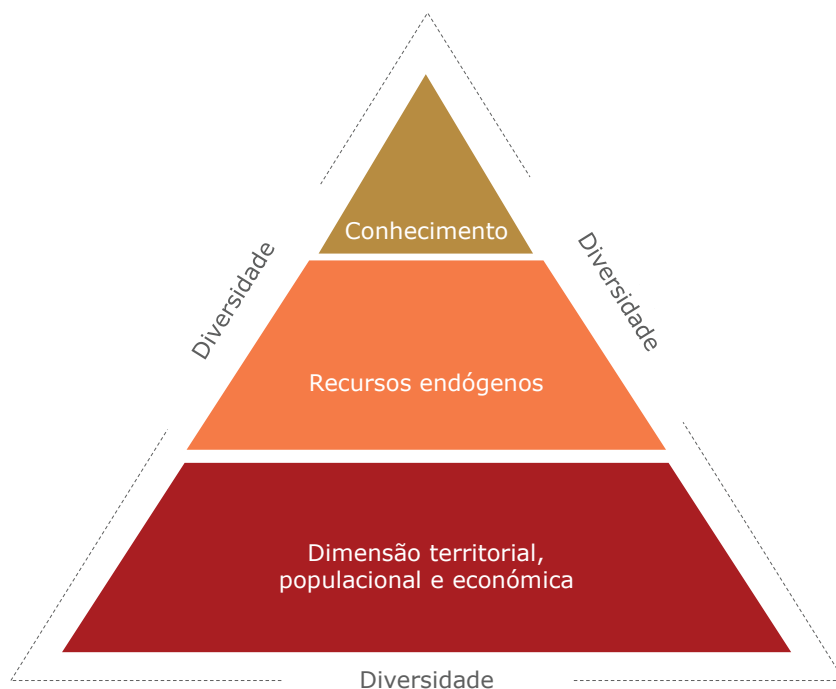 Conhecimento
Diversidade
Diversidade
Recursos endógenos
Dimensão territorial,
populacional e económica
Diversidade